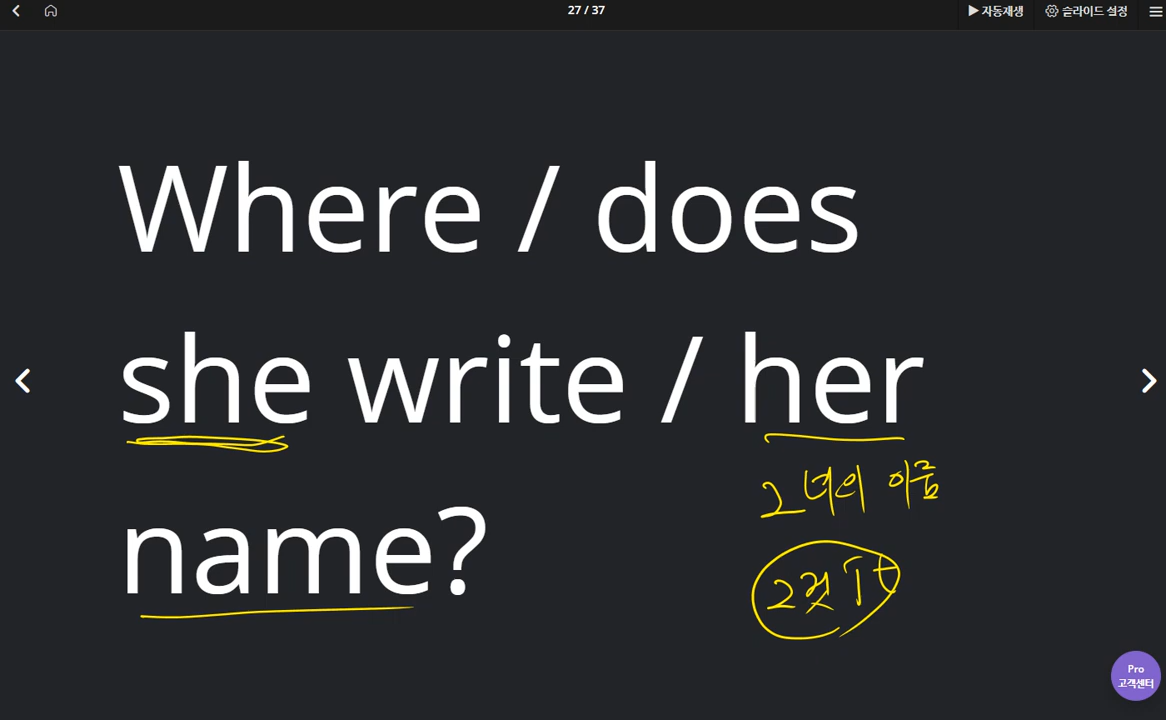 27 / 37
▶ 자동재생
슬라이드 설정
Where / does
she write / her
그녀의 이름
name?
그것 It
Pro
고객센터